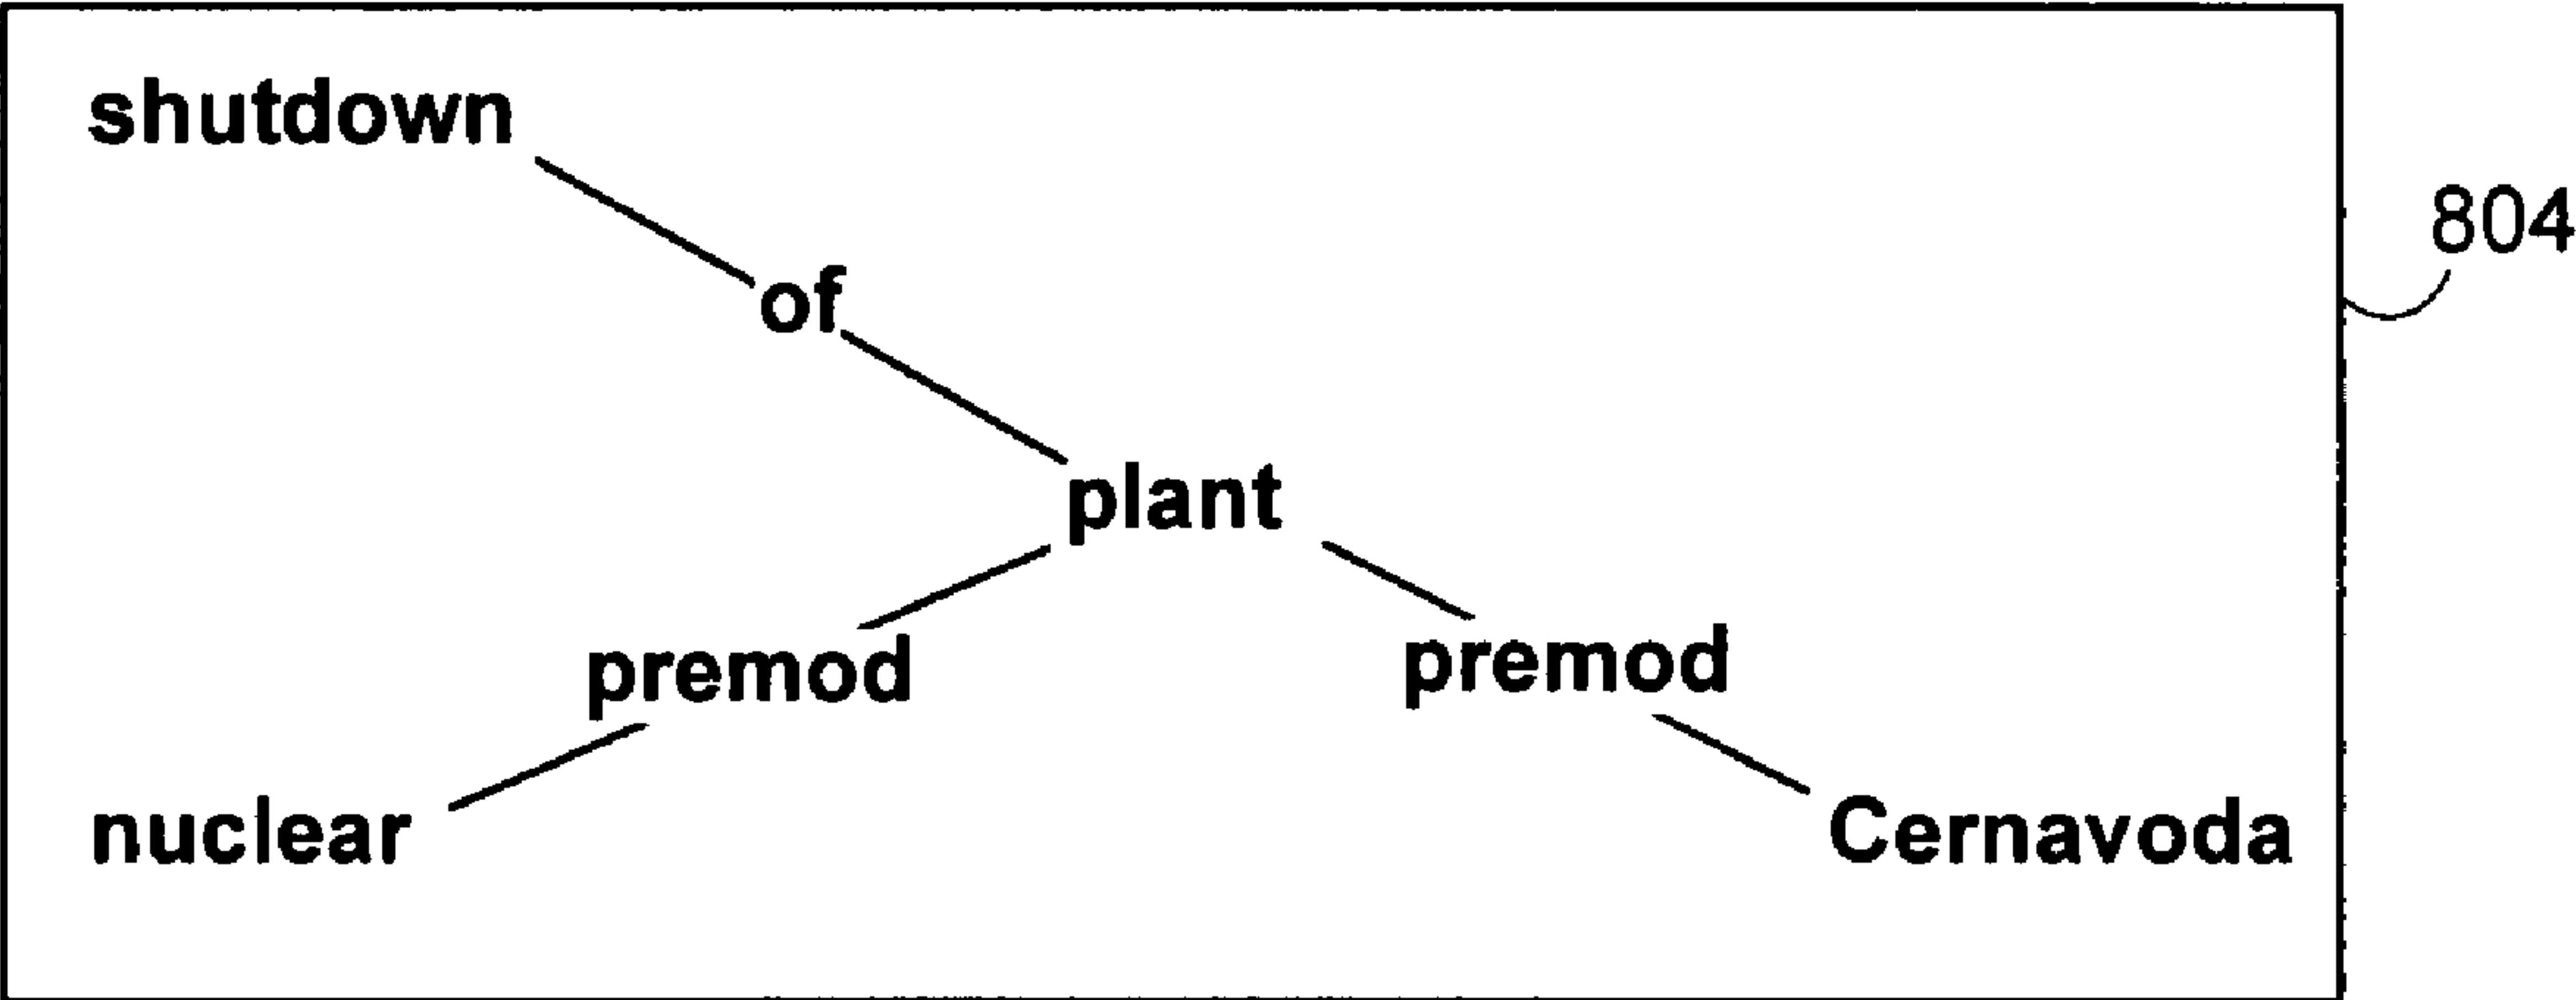 shutdown
804
of
plant
premod premod
nuclear Cernavoda